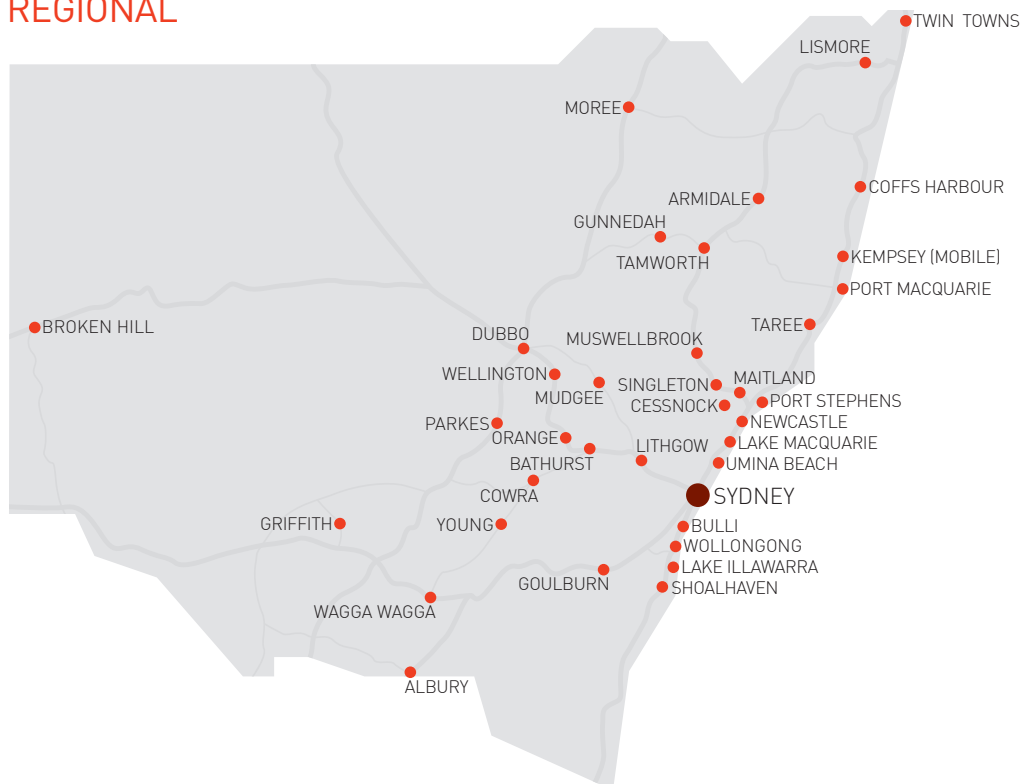 REGIONAL
TWIN TOWNS
LISMORE
MOREE
COFFS HARBOUR
ARMIDALE
GUNNEDAH
KEMPSEY (MOBILE)
TAMWORTH
PORT MACQUARIE
TAREE
BROKEN HILL
DUBBO
MUSWELLBROOK
WELLINGTON
MAITLAND
SINGLETON
MUDGEE
PORT STEPHENS
CESSNOCK
NEWCASTLE
PARKES
ORANGE
LAKE MACQUARIE
LITHGOW
BATHURST
UMINA BEACH
COWRA
SYDNEY
GRIFFITH
YOUNG
BULLI
WOLLONGONG
LAKE ILLAWARRA
GOULBURN
SHOALHAVEN
WAGGA WAGGA
ALBURY